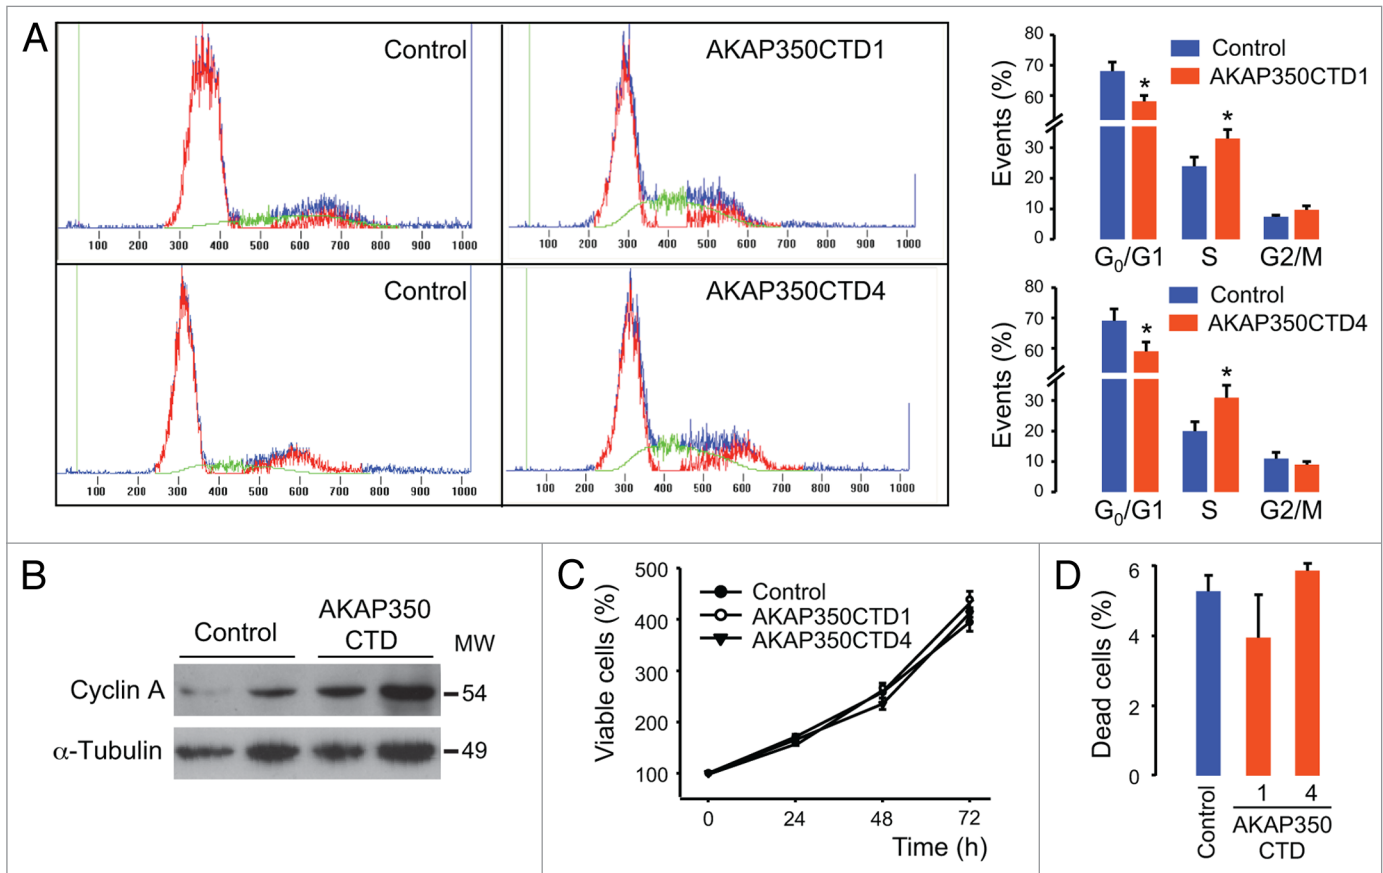 A
Control
AKAP350CTD1
100 200 300 400 500 600 700 800 900 1000
100 200 300 400 500 600 700 800 900 1000
Control
AKAP350CTD4
100 200 300 400 500 600 700 800 900 1000
100 200 300 400 500 600 700 800 900 1000
Events (%)
80
70
60
30
20
10
0
Control
AKAP350CTD1
*
*
G0/G1 S G2/M
Events (%)
80
70
60
30
20
10
0
Control
AKAP350CTD4
*
*
G0/G1 S G2/M
B
Control
AKAP350
CTD
MW
Cyclin A
54
α-Tubulin
49
C
Viable cells (%)
500
400
300
200
100
Control
AKAP350CTD1
AKAP350CTD4
0 24 48 72
Time (h)
D
Dead cells (%)
6
4
2
0
Control
1 4
AKAP350
CTD